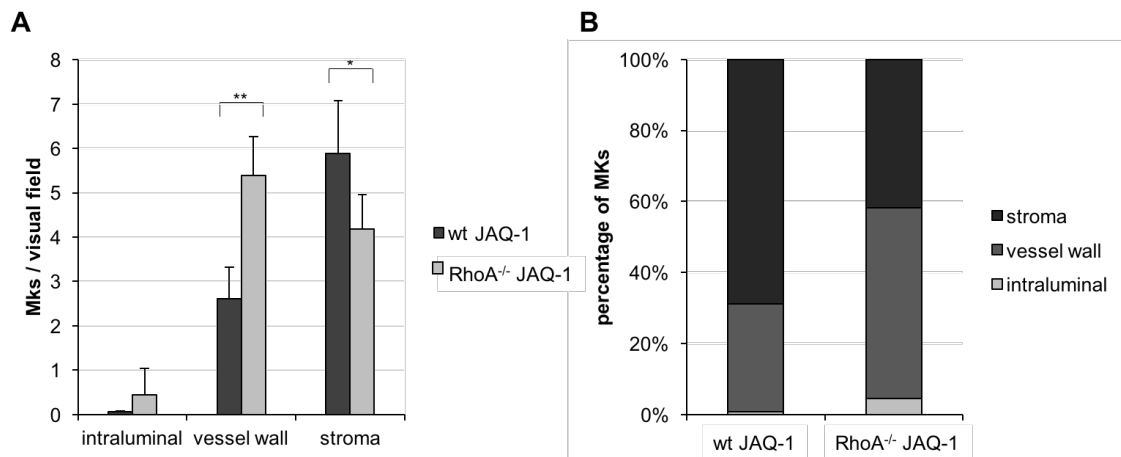 A
B
8
7
6
5
4
3
2
1
0
Mks / visual field
**
*
intraluminal
vessel wall
stroma
wt JAQ-1
RhoA-/- JAQ-1
100%
80%
60%
40%
20%
0%
percentage of MKs
wt JAQ-1
RhoA-/- JAQ-1
stroma
vessel wall
intraluminal